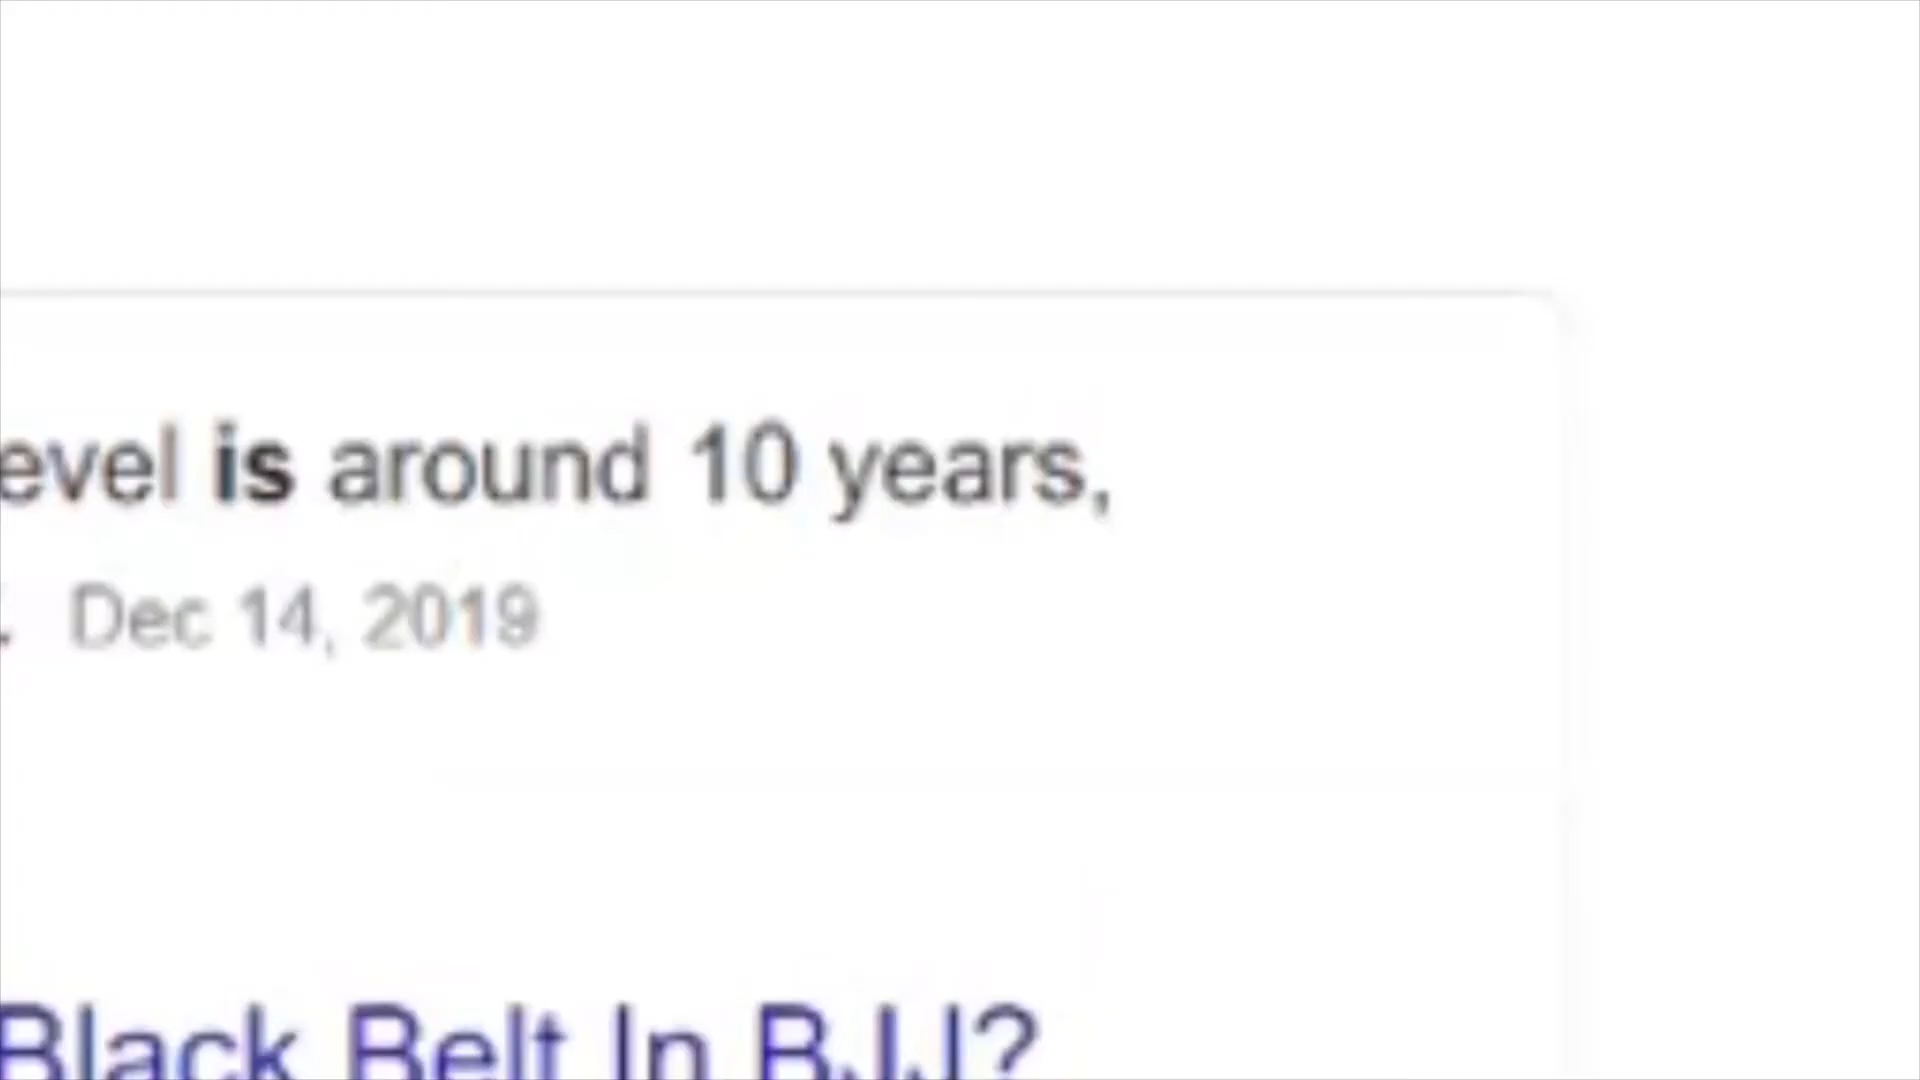 evel is around 10 years,
Dec 14, 2019
Black Belt In BJJ?